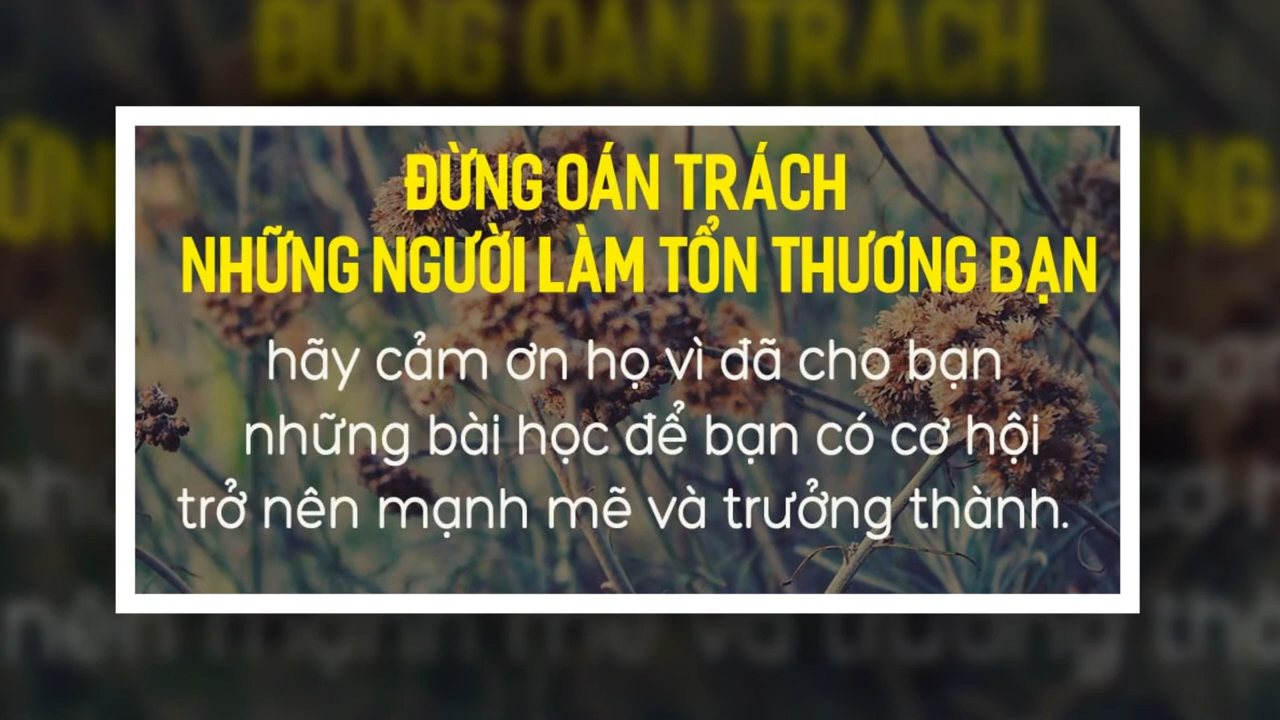 ĐỪNG OÁN TRÁCH
NHỮNG NGƯỜI LÀM TỔN THƯƠNG BẠN
hãy cảm ơn họ vì đã cho bạn
những bài học để bạn có cơ hội
trở nên mạnh mẽ và trưởng thành.